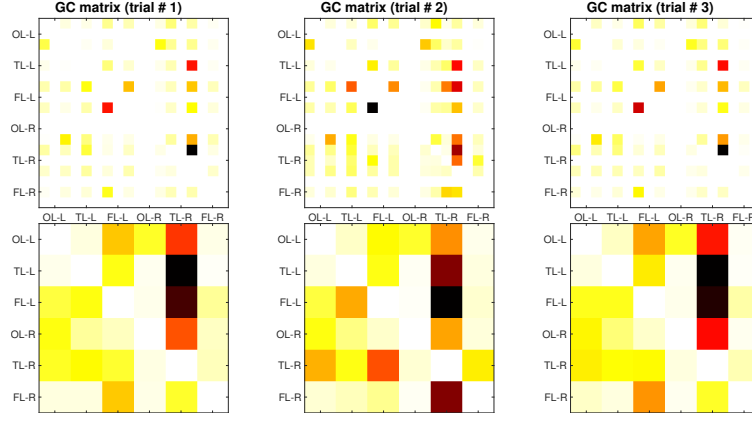 GC matrix (trial # 1) GC matrix (trial # 2) GC matrix (trial # 3)
OL-L OL-L OL-L
TL-L TL-L TL-L
FL-L FL-L FL-L
OL-R OL-R OL-R
TL-R TL-R TL-R
FL-R FL-R FL-R
OL-L TL-L FL-L OL-R TL-R FL-R OL-L TL-L FL-L OL-R TL-R FL-R OL-L TL-L FL-L OL-R TL-R FL-R
OL-L OL-L OL-L
TL-L TL-L TL-L
FL-L FL-L FL-L
OL-R OL-R OL-R
TL-R TL-R TL-R
FL-R FL-R FL-R